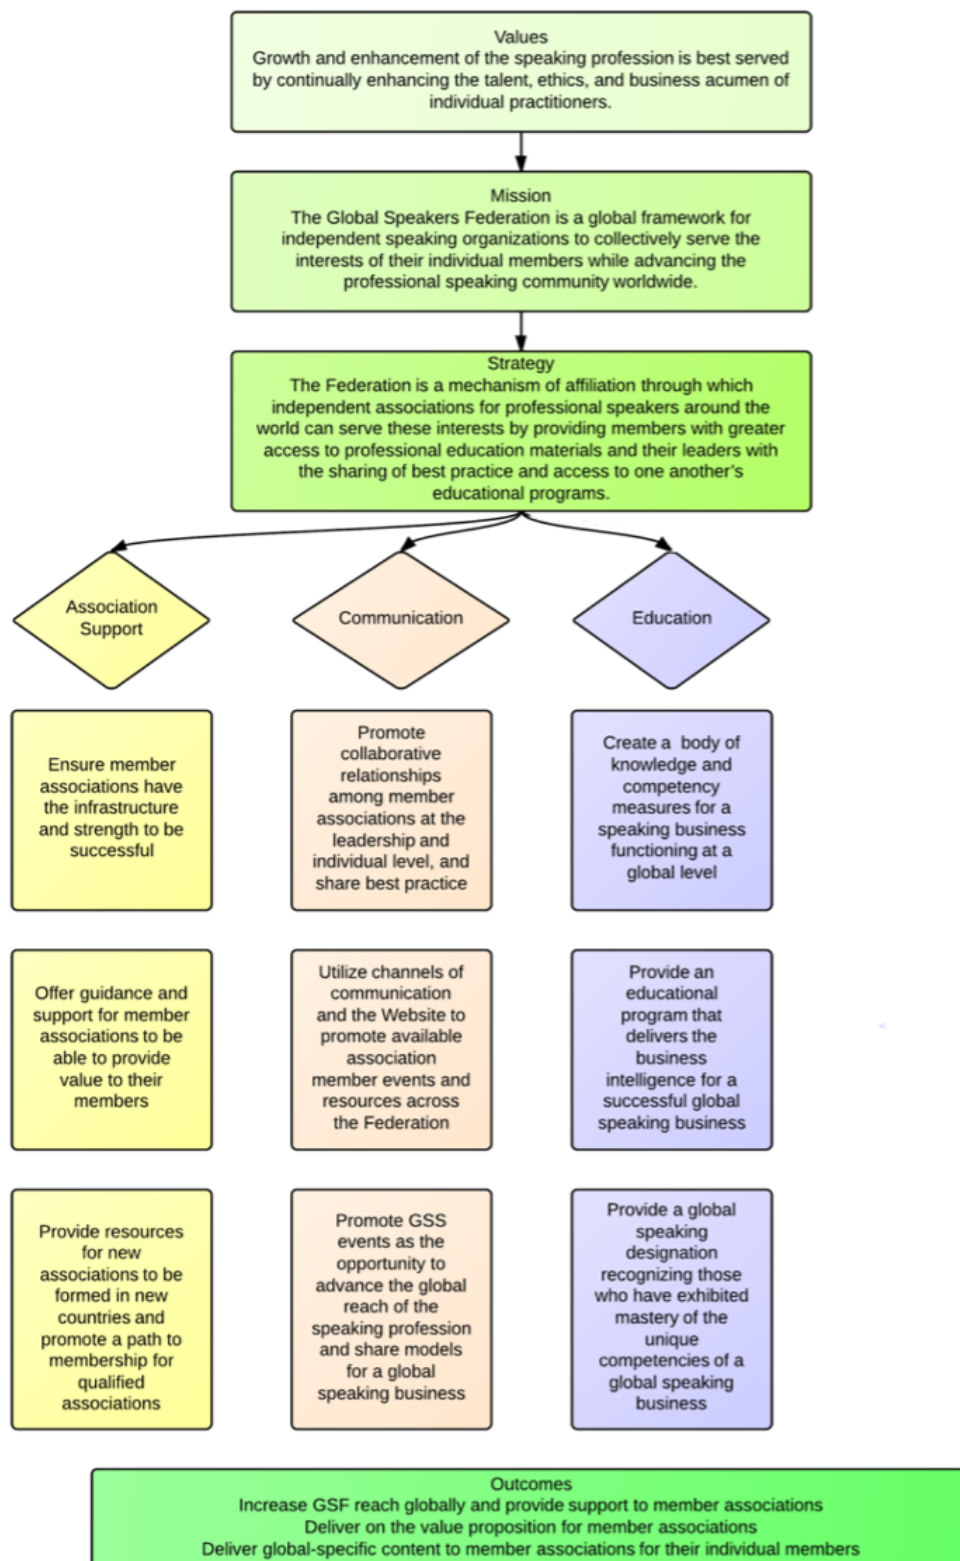 Values
Growth and enhancement of the speaking profession is best served
by continually enhancing the talent, ethics, and business acumen of
individual practitioners.
Mission
The Global Speakers Federation is a global framework for
independent speaking organizations to collectively serve the
interests of their individual members while advancing the
professional speaking community worldwide.
Strategy
The Federation is a mechanism of affiliation through which
independent associations for professional speakers around the
world can serve these interests by providing members with greater
access to professional education materials and their leaders with
the sharing of best practice and access to one another's
educational programs.
Association
Support
Communication
Education
Ensure member
associations have
the infrastructure
and strength to be
successful
Promote
collaborative
relationships
among member
associations at the
leadership and
individual level, and
share best practice
Create a body of
knowledge and
competency
measures for a
speaking business
functioning at a
global level
Offer guidance and
support for member
associations to be
able to provide
value to their
members
Utilize channels of
communication
and the Website to
promote available
association
member events and
resources across
the Federation
Provide an
educational
program that
delivers the
business
intelligence for a
successful global
speaking business
Provide resources
for new
associations to be
formed in new
countries and
promote a path to
membership for
qualified
associations
Promote GSS
events as the
opportunity to
advance the global
reach of the
speaking profession
and share models
for a global
speaking business
Provide a global
speaking
designation
recognizing those
who have exhibited
mastery of the
unique
competencies of a
global speaking
business
Outcomes
Increase GSF reach globally and provide support to member associations
Deliver on the value proposition for member associations
Deliver global-specific content to member associations for their individual members